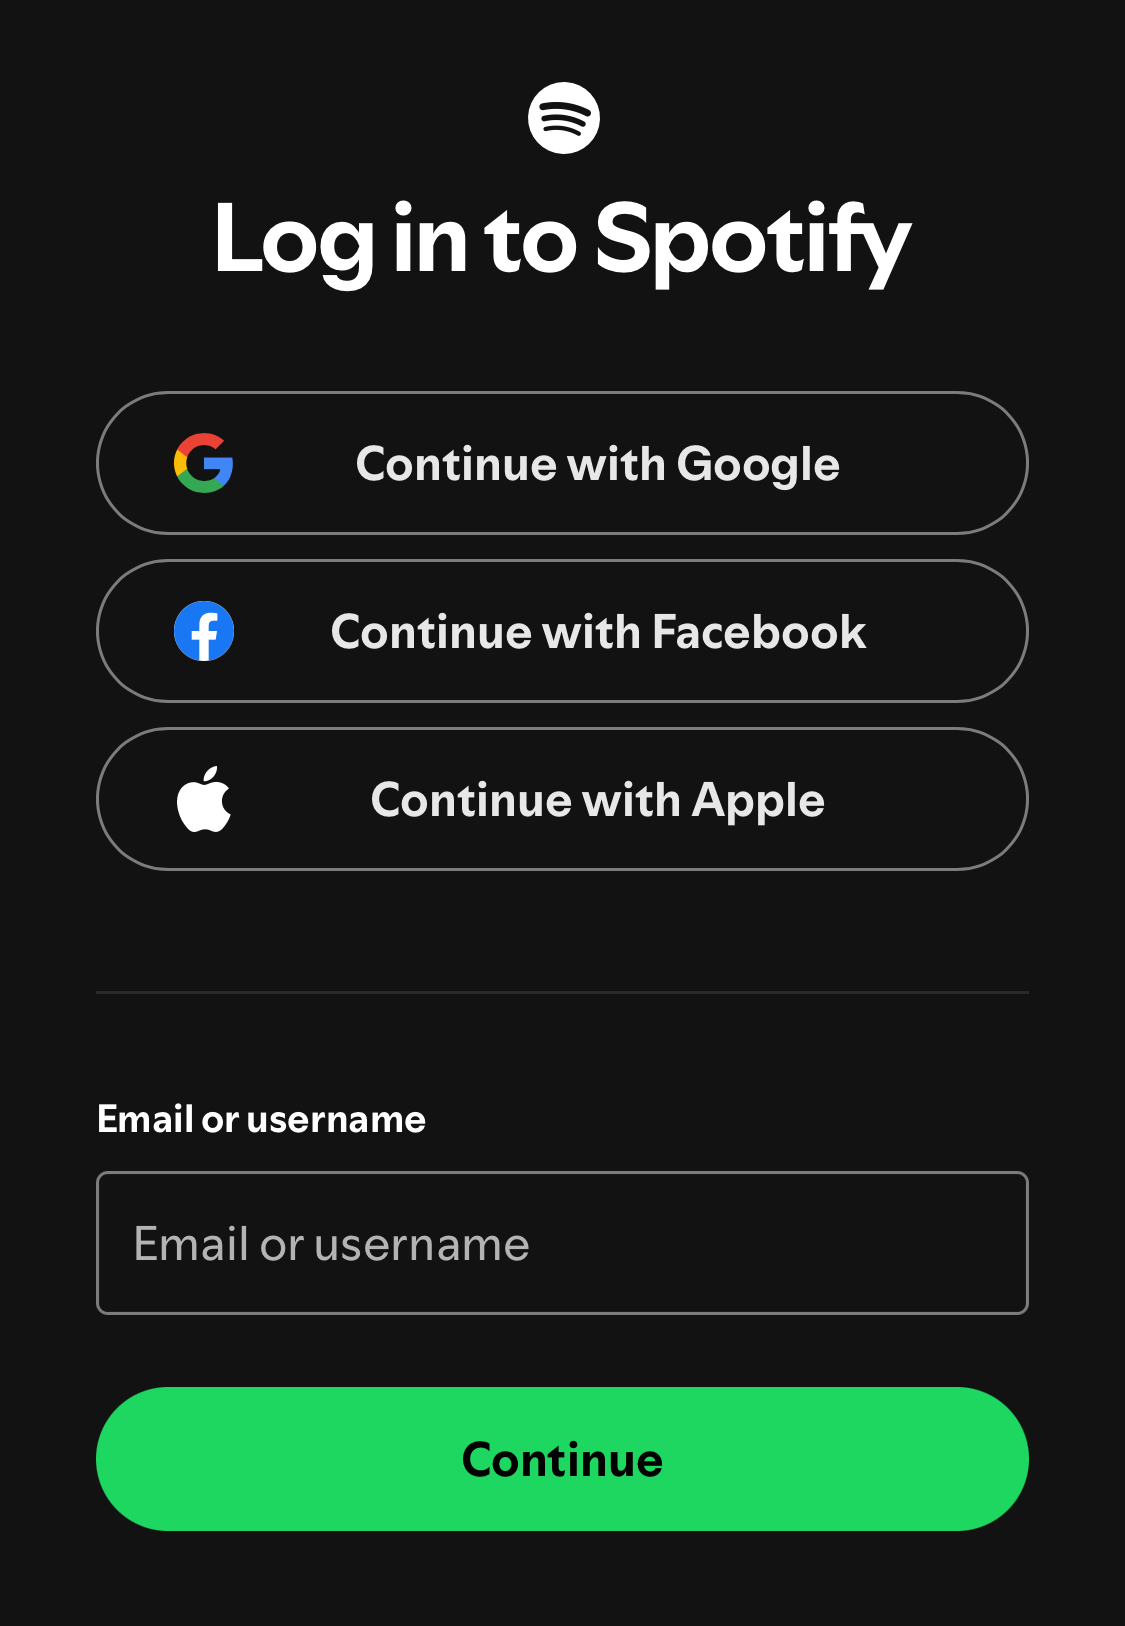 Log in to Spotify
Continue with Google
Continue with Facebook
Continue with Apple
Email or username
Email or username
Continue